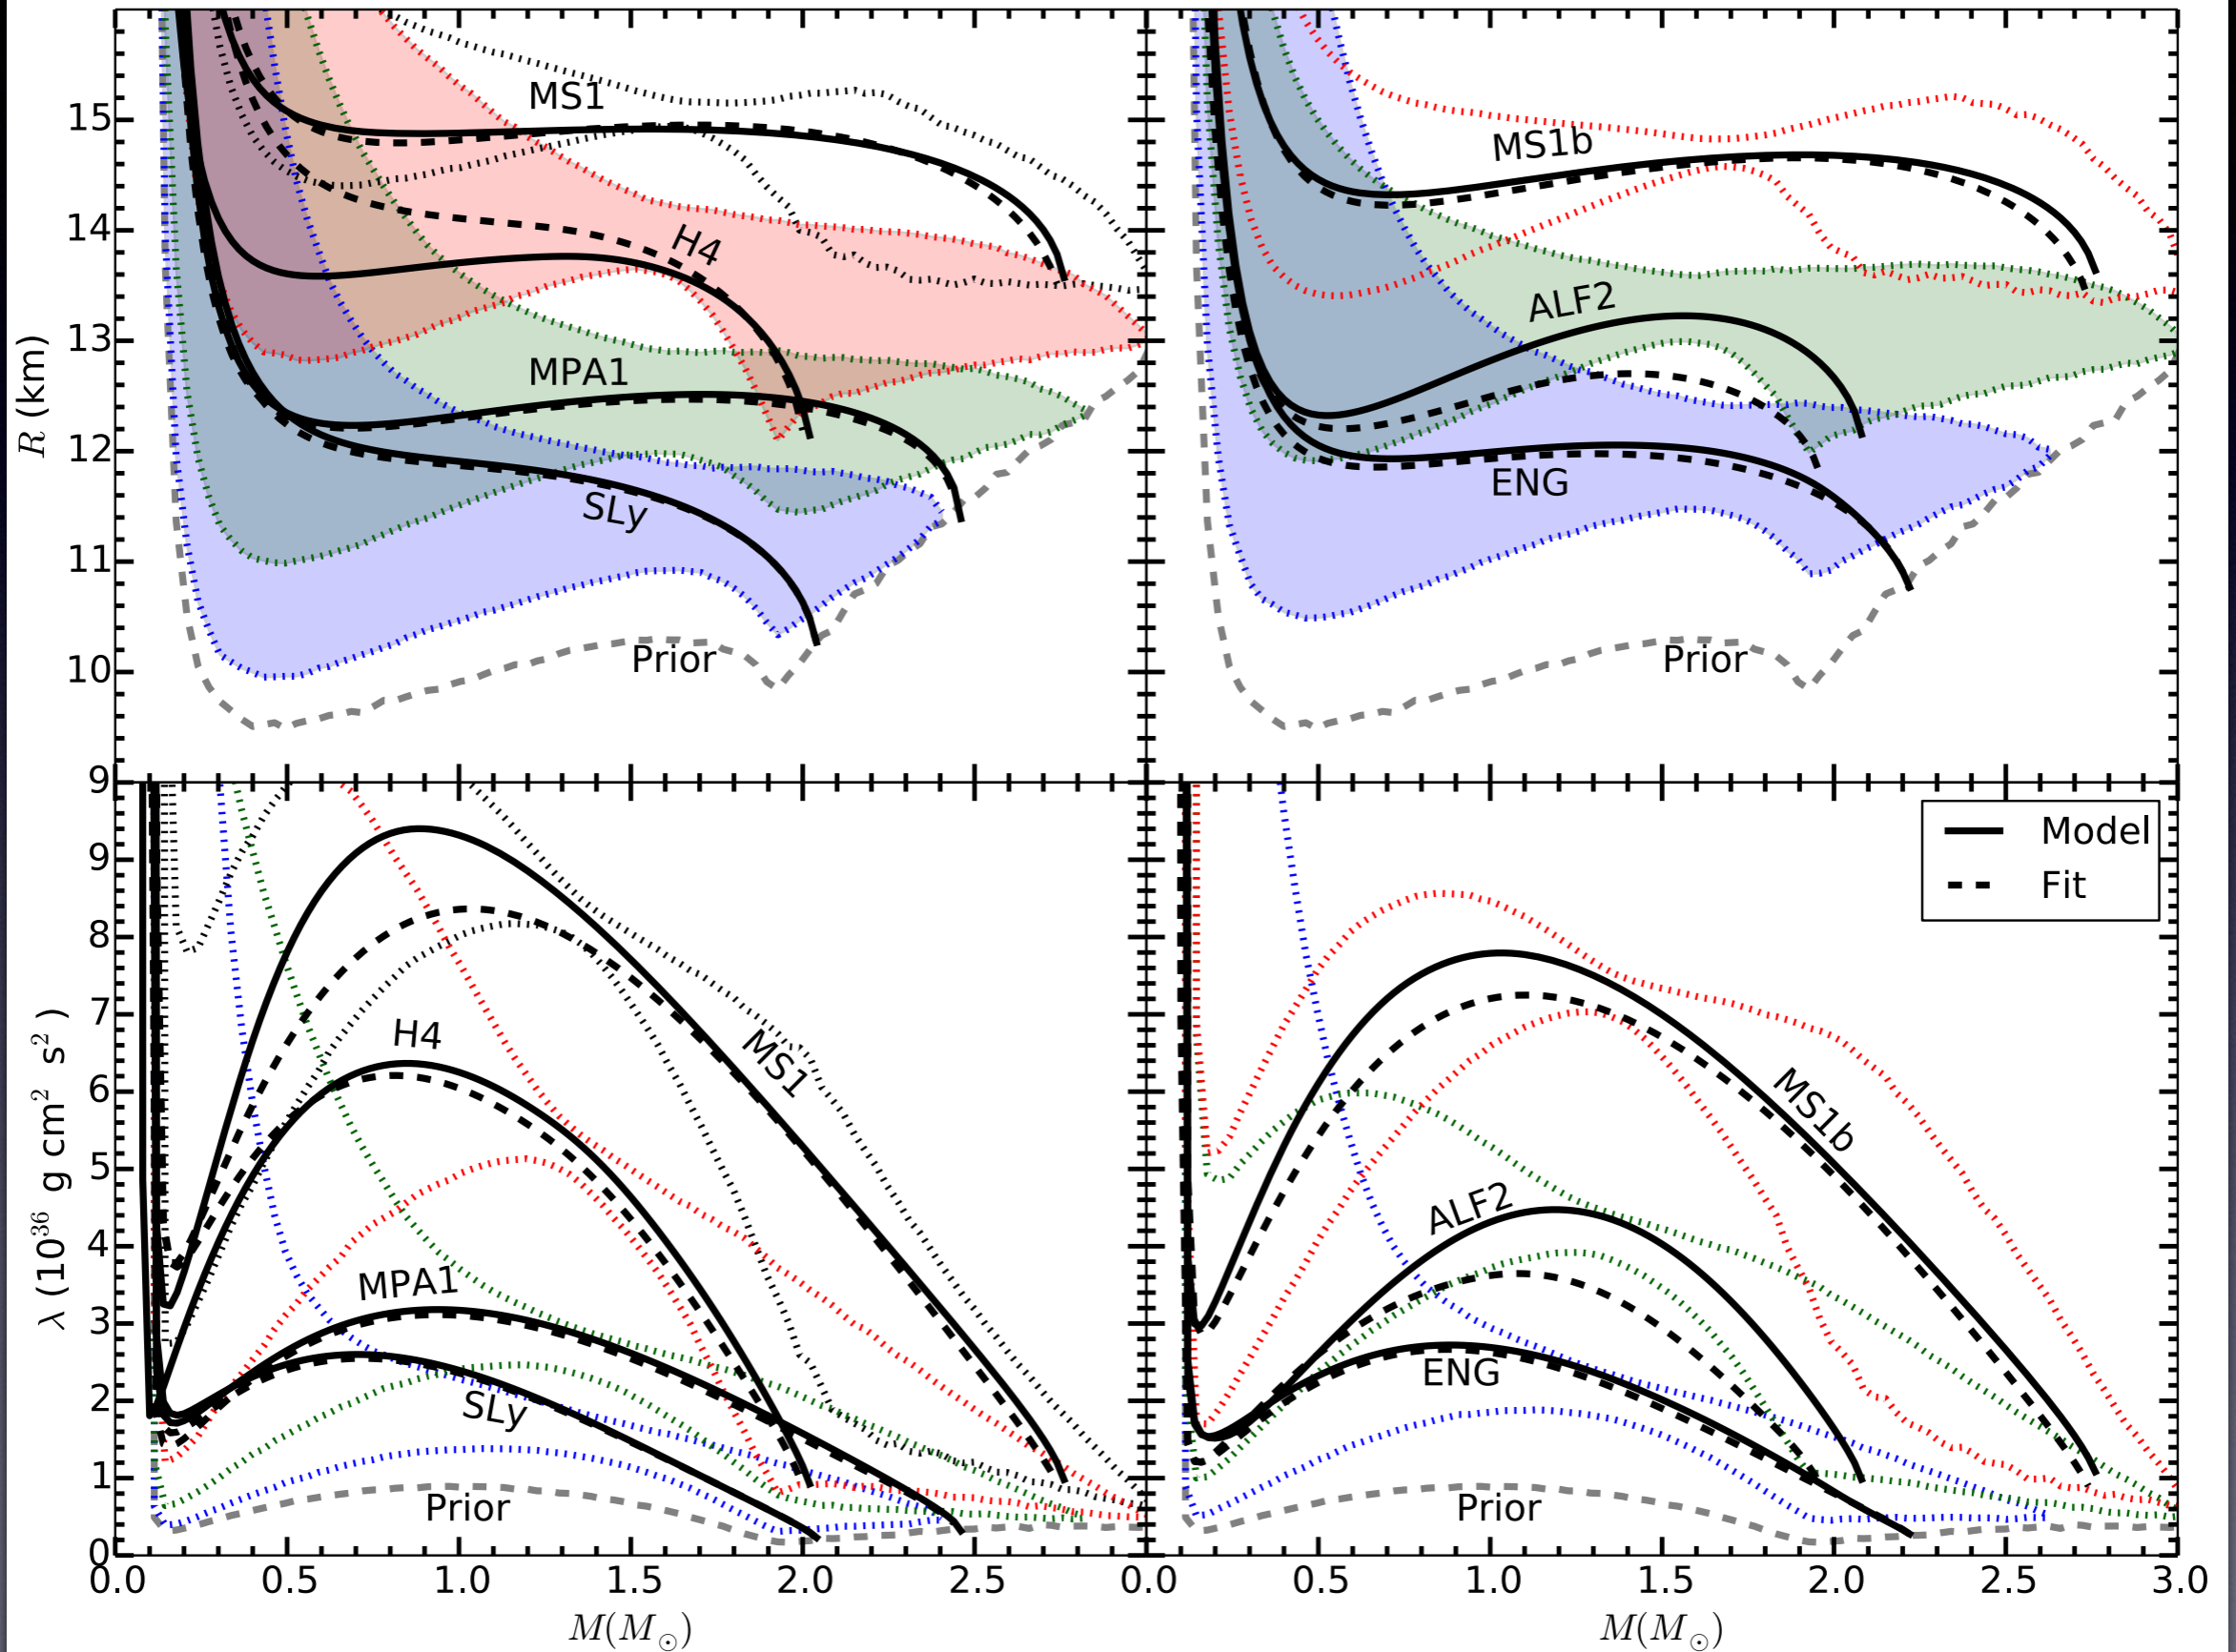 15
14
13
12
11
10
R (km)
MS1
H4
MPA1
SLy
Prior
MS1b
ALF2
ENG
Prior
9
9
8
7
6
5
4
3
2
1
0
λ (10³⁶ g cm² s²)
H4
MS1
MPA1
SLy
Prior
Model
Fit
MS1b
ALF2
ENG
Prior
0.0 0.5 1.0 1.5 2.0 2.5 0.0 0.5 1.0 1.5 2.0 2.5 3.0
M(M☉) M(M☉)